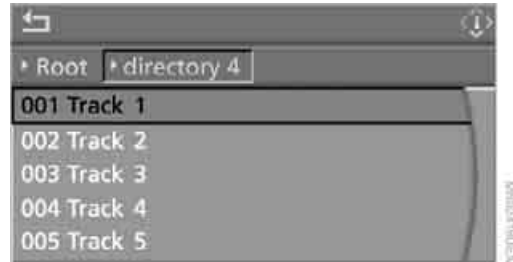 Root directory 4
001 Track 1
002 Track 2
003 Track 3
004 Track 4
005 Track 5